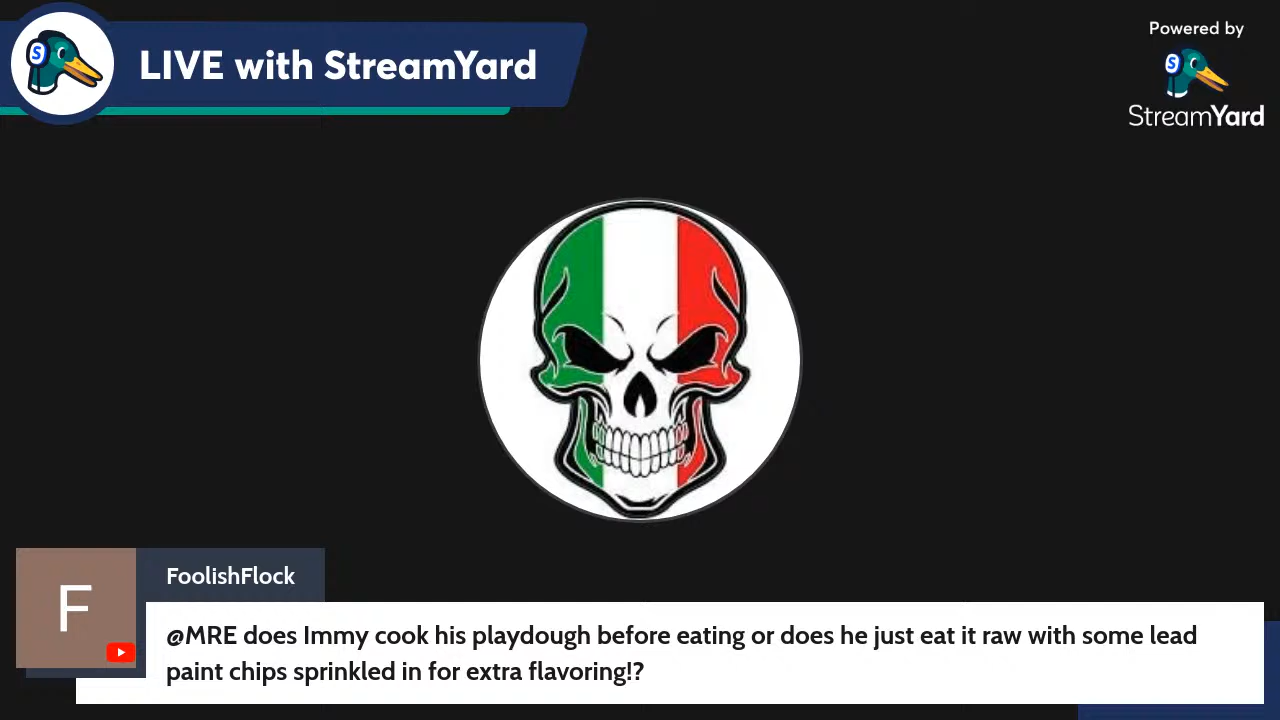 LIVE with StreamYard
Powered by
StreamYard
S
S
F
FoolishFlock
@MRE does Immy cook his playdough before eating or does he just eat it raw with some lead
paint chips sprinkled in for extra flavoring!?